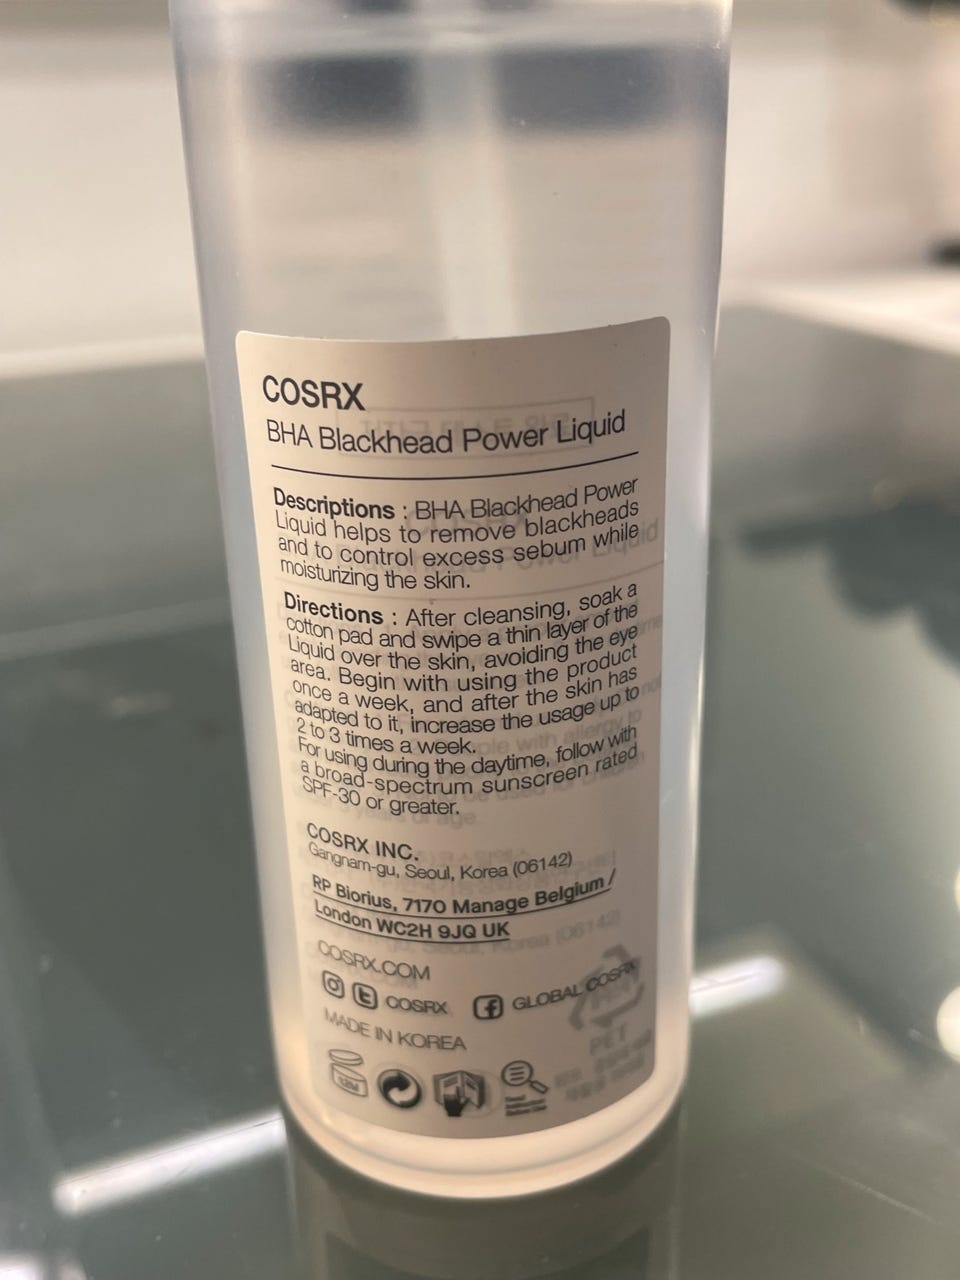 COSRX
BHA Blackhead Power Liquid
Descriptions : BHA Blackhead Power
Liquid helps to remove blackheads
and to control excess sebum while
moisturizing the skin.
Directions : After cleansing, soak a
cotton pad and swipe a thin layer of the
Liquid over the skin, avoiding the eye
area. Begin with using the product
once a week, and after the skin has
adapted to it, increase the usage up to
2 to 3 times a week.
For using during the daytime, follow with
a broad-spectrum sunscreen rated
SPF-30 or greater.
COSRX INC.
Gangnam-gu, Seoul, Korea (06142)
RP Biorius, 7170 Manage Belgium /
London WC2H 9JQ UK
COSRX.COM
COSRX GLOBAL COSRX
MADE IN KOREA
12M
PET